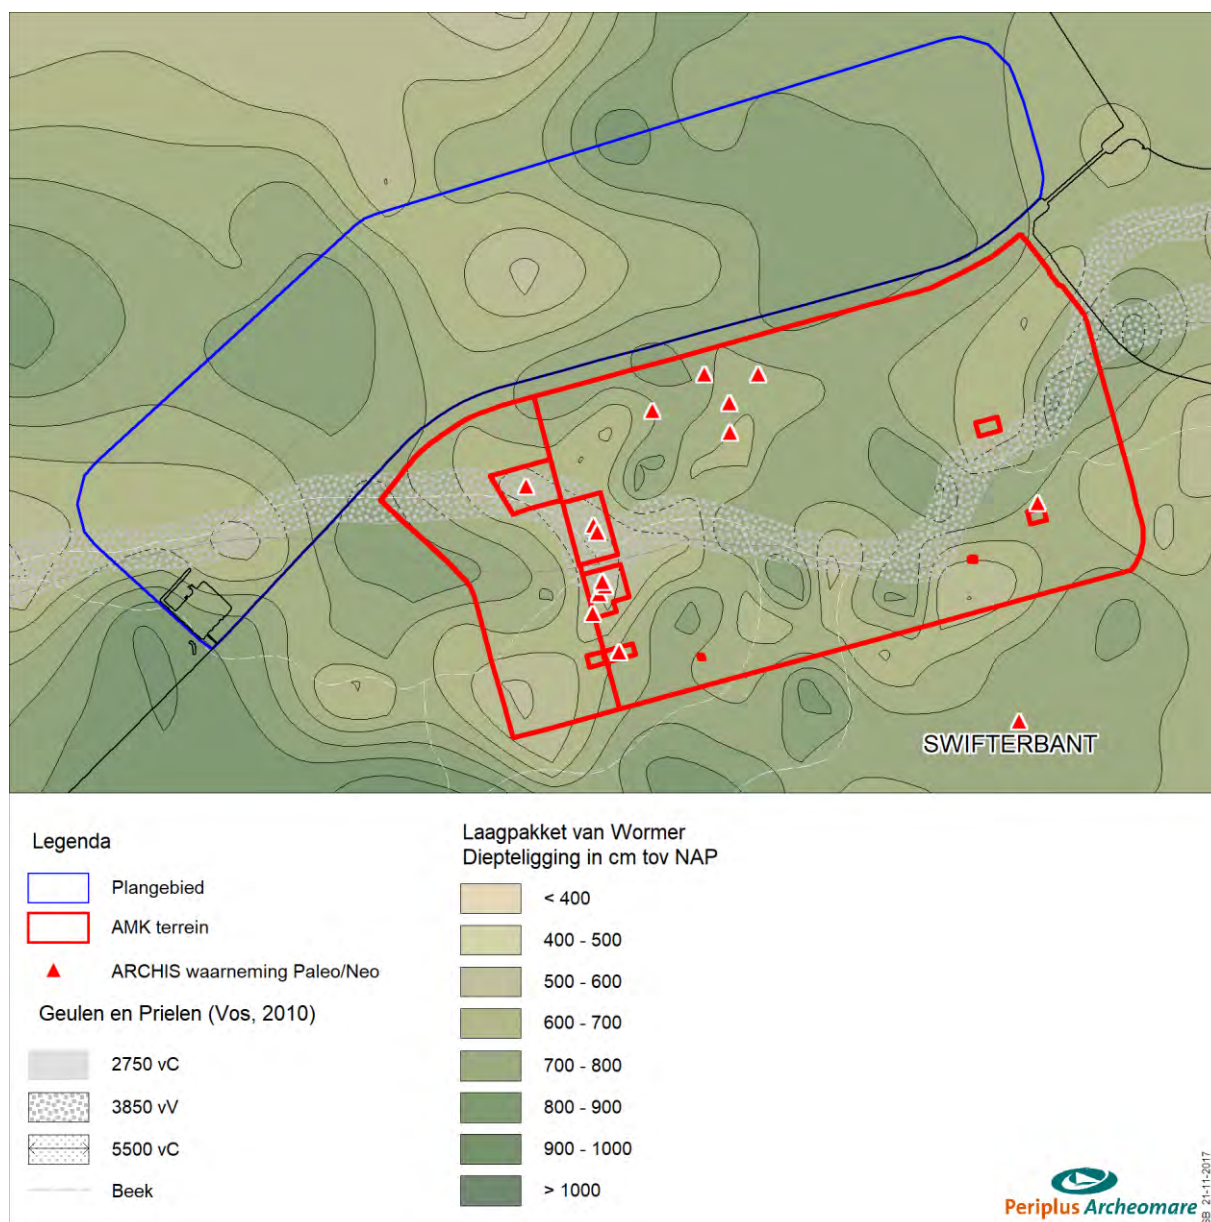 SWIFTERBANT
Legenda
Plangebied
AMK terrein
ARCHIS waarneming Paleo/Neo
Geulen en Prielen (Vos, 2010)
2750 vC
3850 vV
5500 vC
Beek
Laagpakket van Wormer
Diepteligging in cm tov NAP
< 400
400 - 500
500 - 600
600 - 700
700 - 800
800 - 900
900 - 1000
> 1000
Periplus Archeomare
SB 21-11-2017